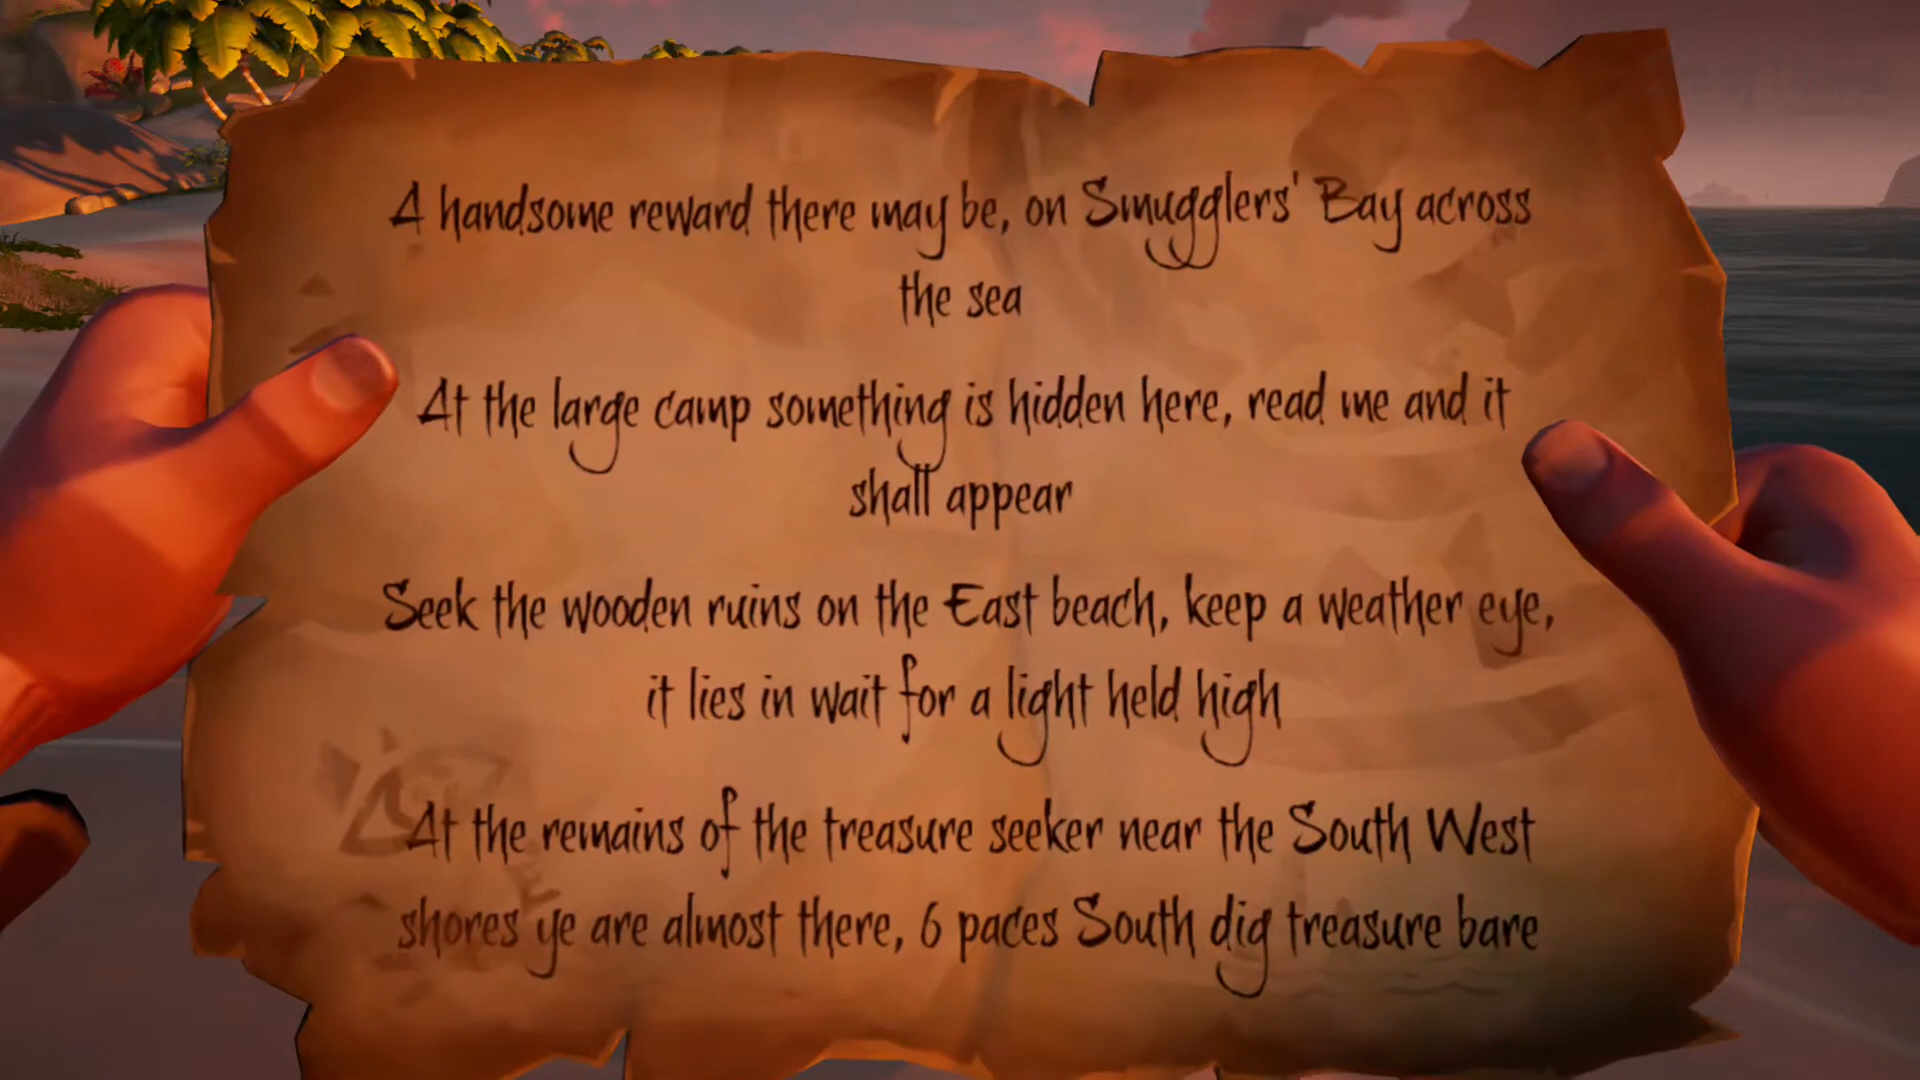 A handsome reward there may be, on Smugglers' Bay across
the sea
At the large camp something is hidden here, read me and it
shall appear
Seek the wooden ruins on the East beach, keep a weather eye,
it lies in wait for a light held high
At the remains of the treasure seeker near the South West
shores ye are almost there, 6 paces South dig treasure bare